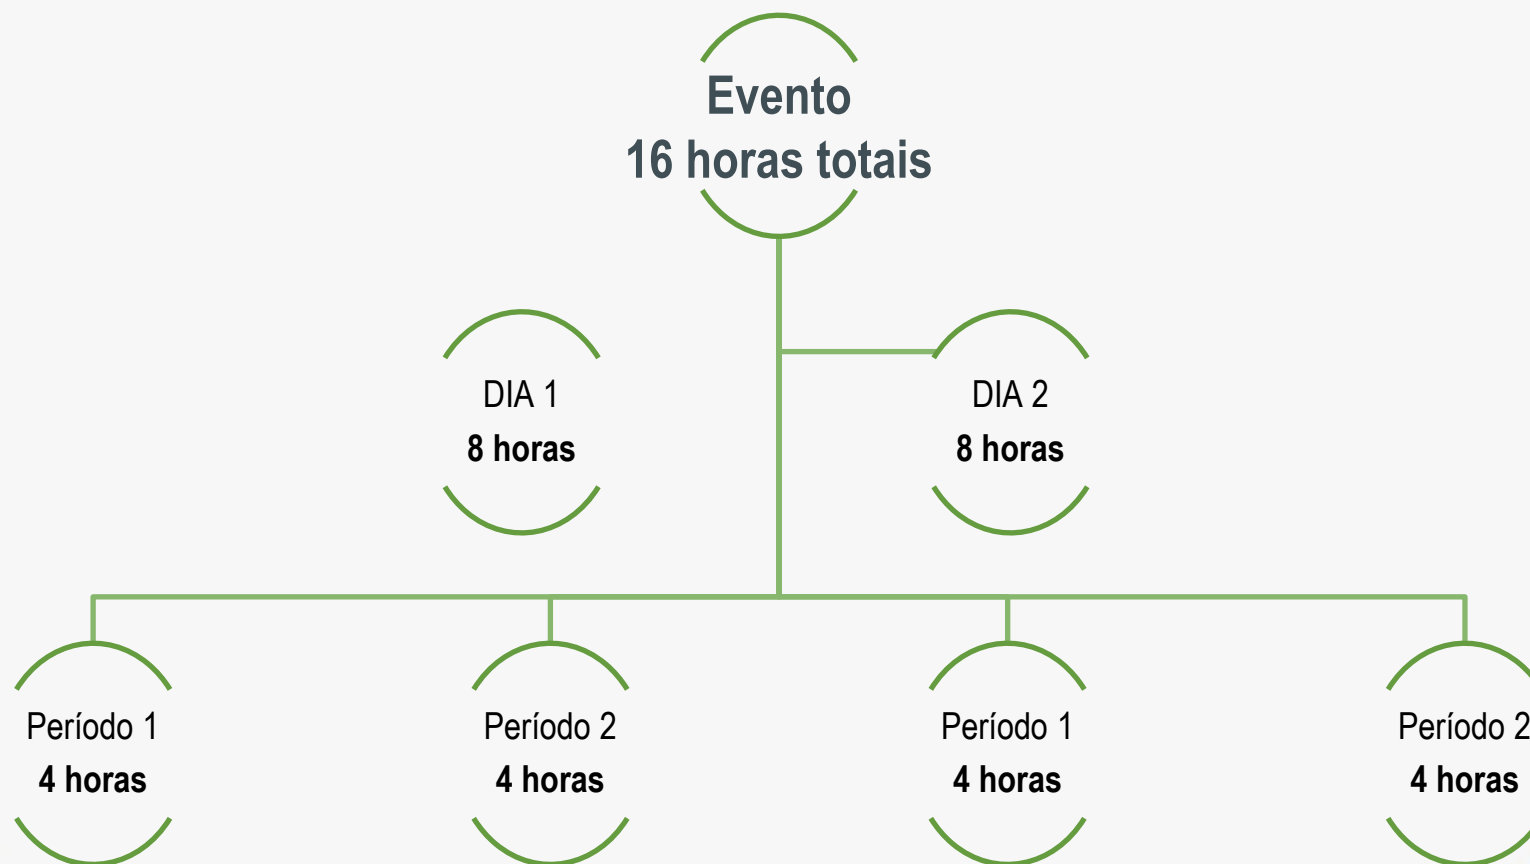 Evento
16 horas totais
DIA 1
8 horas
DIA 2
8 horas
Período 1
4 horas
Período 2
4 horas
Período 1
4 horas
Período 2
4 horas